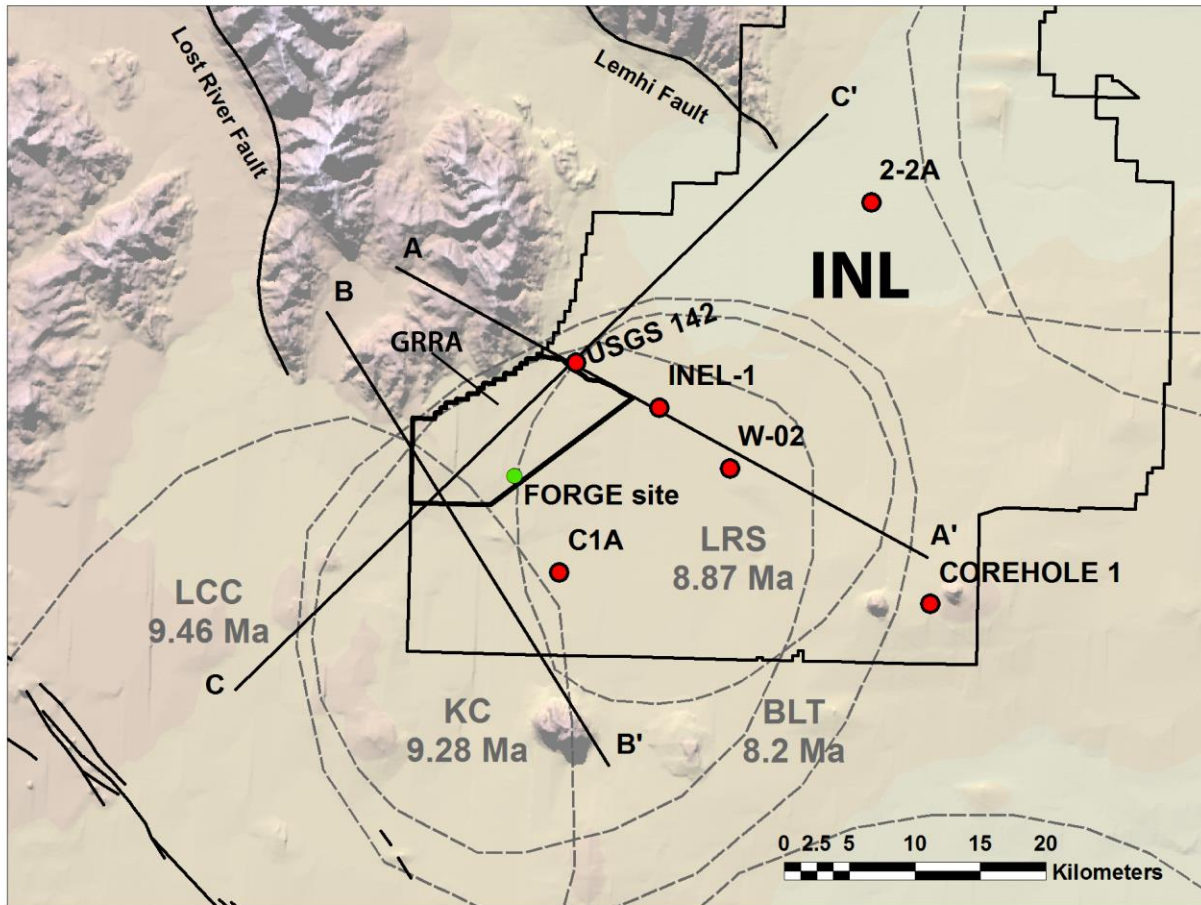 Lost River Fault
Lemhi Fault
C'
2-2A
INL
A
B
GRRA
USGS 142
INEL-1
W-02
FORGE site
C1A
LRS
8.87 Ma
A'
COREHOLE 1
LCC
9.46 Ma
C
KC
9.28 Ma
B'
BLT
8.2 Ma
0 2.5 5 10 15 20
Kilometers